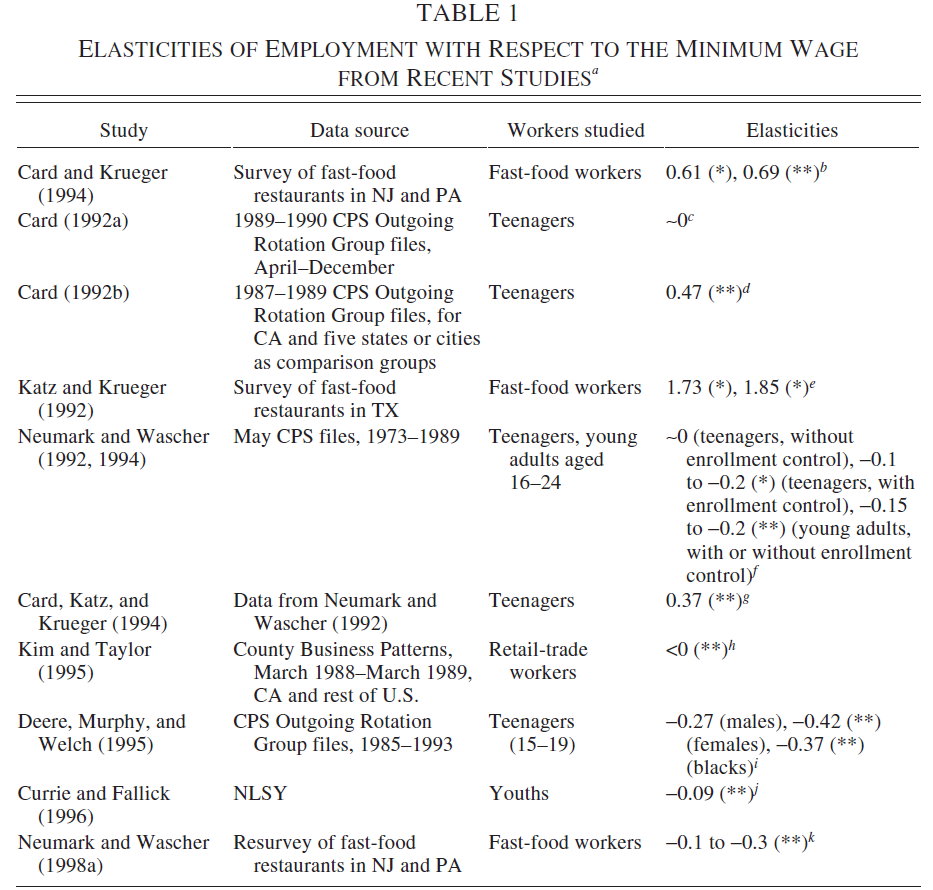 TABLE 1
ELASTICITIES OF EMPLOYMENT WITH RESPECT TO THE MINIMUM WAGE
FROM RECENT STUDIESa
Study Data source Workers studied Elasticities
Card and Krueger Survey of fast-food Fast-food workers 0.61 (*), 0.69 (**)b
(1994) restaurants in NJ and PA
Card (1992a) 1989–1990 CPS Outgoing Teenagers ~0c
Rotation Group files,
April–December
Card (1992b) 1987–1989 CPS Outgoing Teenagers 0.47 (**)d
Rotation Group files, for
CA and five states or cities
as comparison groups
Katz and Krueger Survey of fast-food Fast-food workers 1.73 (*), 1.85 (*)e
(1992) restaurants in TX
Neumark and Wascher May CPS files, 1973–1989 Teenagers, young ~0 (teenagers, without
(1992, 1994) adults aged enrollment control), −0.1
16–24 to −0.2 (*) (teenagers, with
enrollment control), −0.15
to −0.2 (**) (young adults,
with or without enrollment
control)f
Card, Katz, and Data from Neumark and Teenagers 0.37 (**)g
Krueger (1994) Wascher (1992)
Kim and Taylor County Business Patterns, Retail-trade <0 (**)h
(1995) March 1988–March 1989, workers
CA and rest of U.S.
Deere, Murphy, and CPS Outgoing Rotation Teenagers −0.27 (males), −0.42 (**)
Welch (1995) Group files, 1985–1993 (15–19) (females), −0.37 (**)
(blacks)i
Currie and Fallick NLSY Youths −0.09 (**)j
(1996)
Neumark and Wascher Resurvey of fast-food Fast-food workers −0.1 to −0.3 (**)k
(1998a) restaurants in NJ and PA